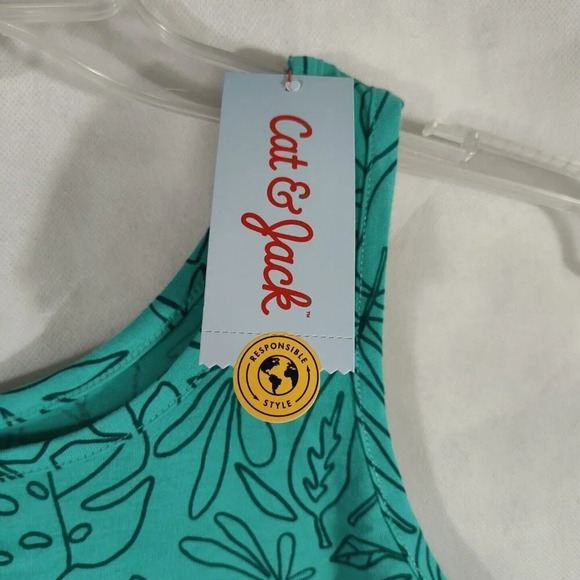 Cat & Jack™
RESPONSIBLE
STYLE